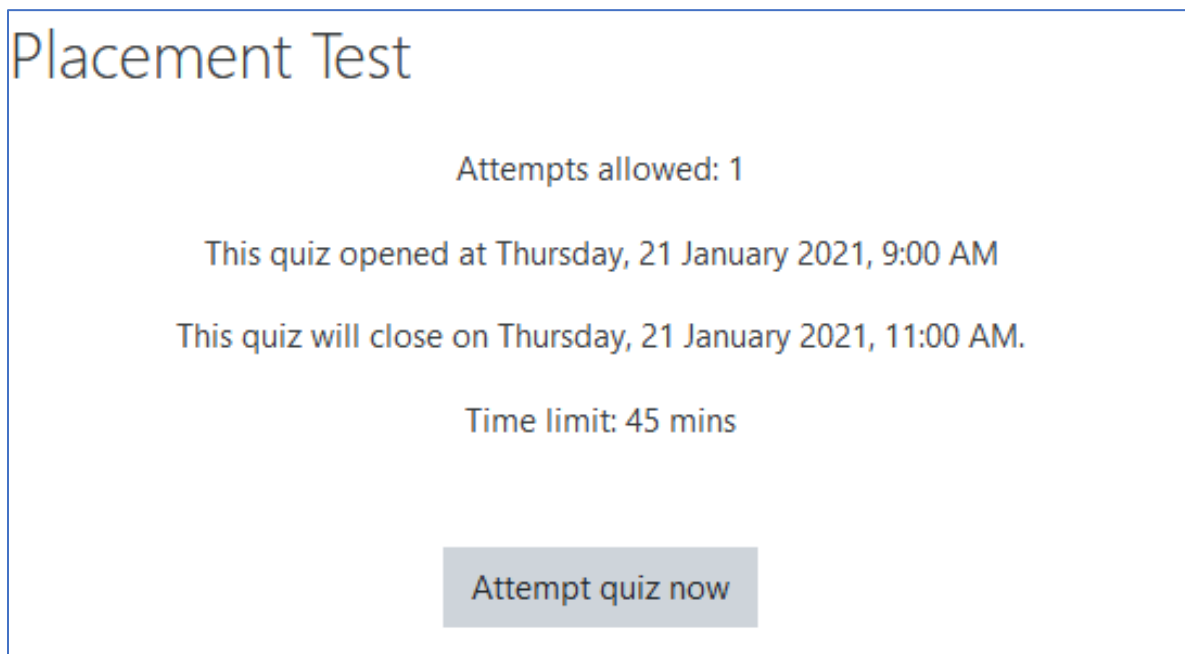 Placement Test
Attempts allowed: 1
This quiz opened at Thursday, 21 January 2021, 9:00 AM
This quiz will close on Thursday, 21 January 2021, 11:00 AM.
Time limit: 45 mins
Attempt quiz now